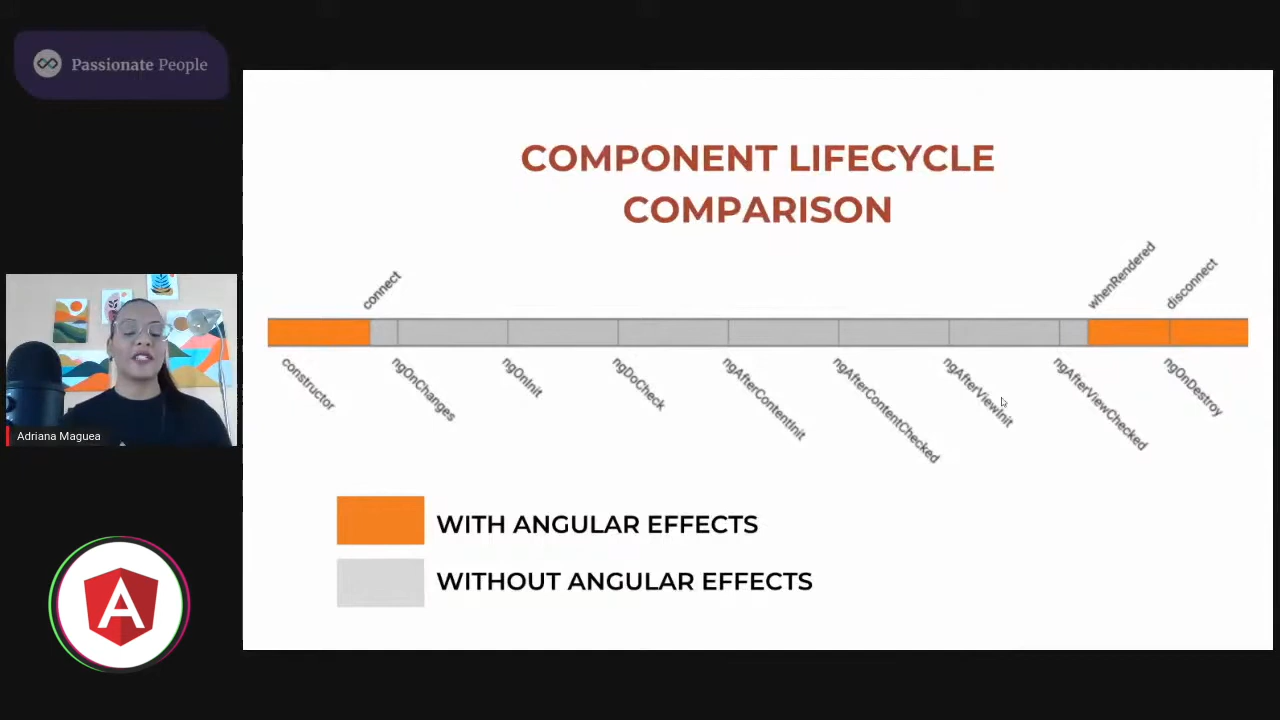 Passionate People
COMPONENT LIFECYCLE
COMPARISON
connect
whenRendered
disconnect
constructor
ngOnChanges
ngOnInit
ngDoCheck
ngAfterContentInit
ngAfterContentChecked
ngAfterViewInit
ngAfterViewChecked
ngOnDestroy
Adriana Maguea
WITH ANGULAR EFFECTS
WITHOUT ANGULAR EFFECTS
A